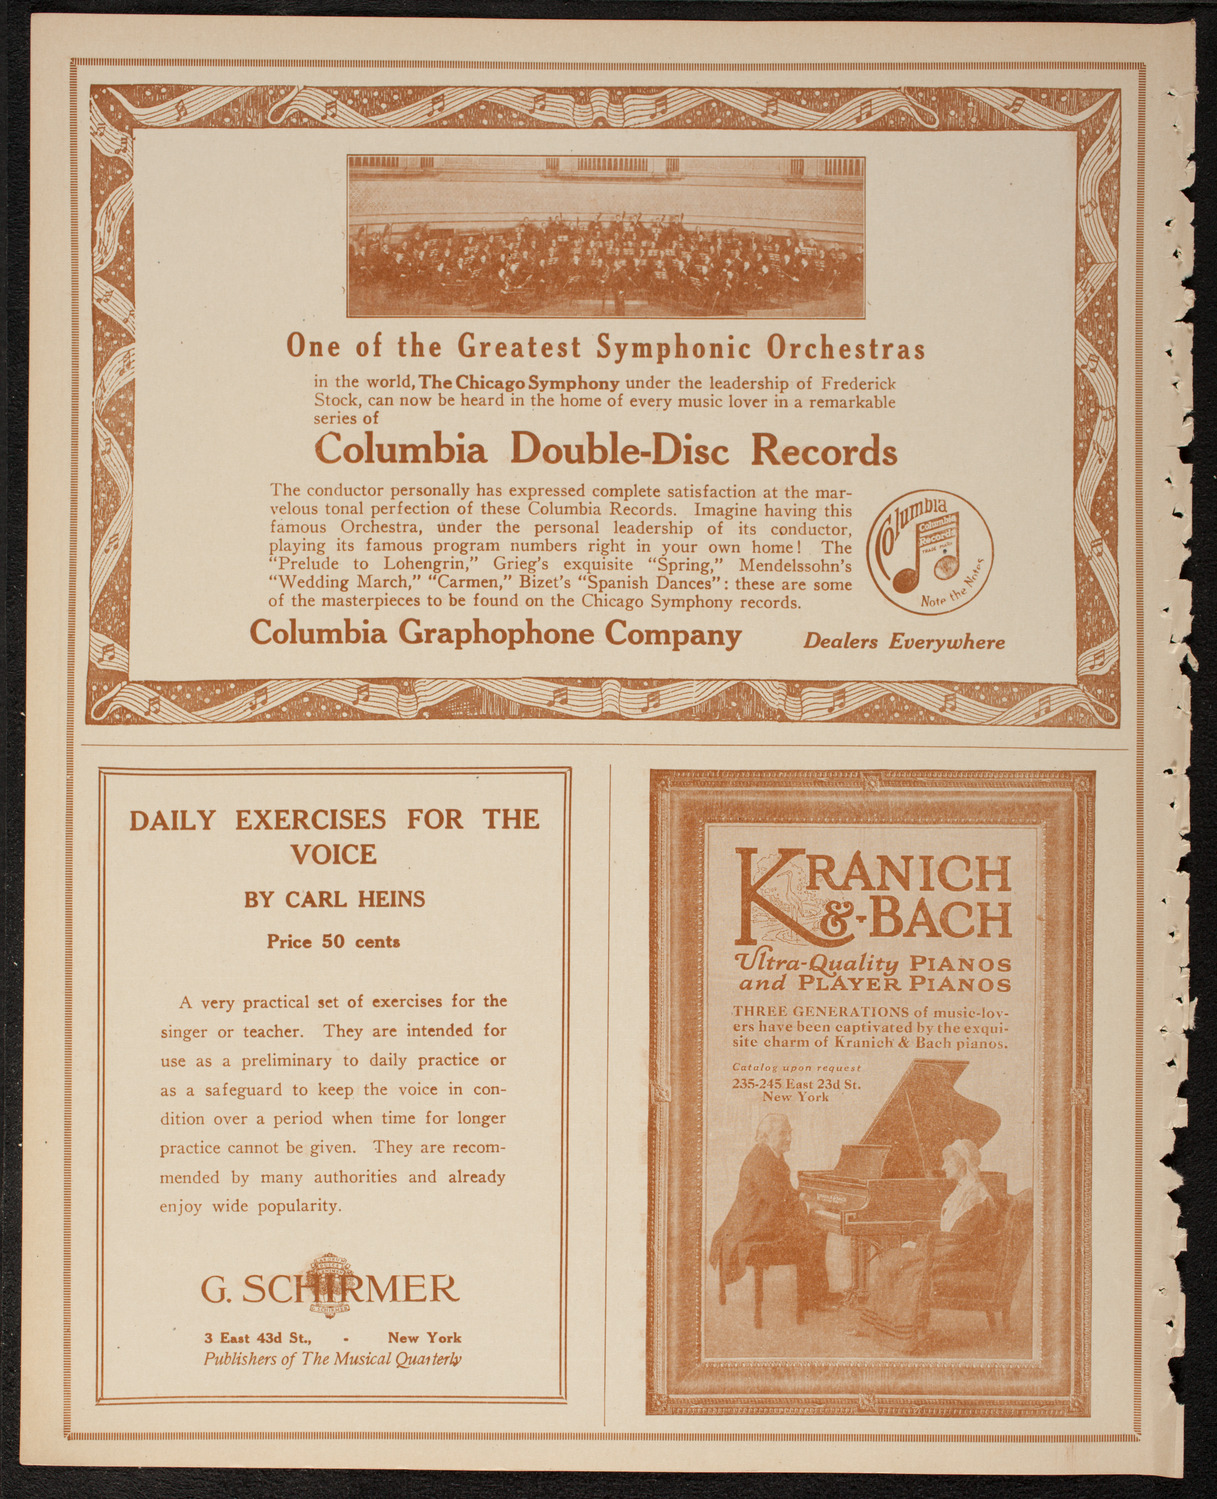 One of the Greatest Symphonic Orchestras
in the world, The Chicago Symphony under the leadership of Frederick
Stock, can now be heard in the home of every music lover in a remarkable
series of
Columbia Double-Disc Records
The conductor personally has expressed complete satisfaction at the mar-
velous tonal perfection of these Columbia Records. Imagine having this
famous Orchestra, under the personal leadership of its conductor,
playing its famous program numbers right in your own home! The
“Prelude to Lohengrin,” Grieg’s exquisite “Spring,” Mendelssohn’s
“Wedding March,” “Carmen,” Bizet’s “Spanish Dances”: these are some
of the masterpieces to be found on the Chicago Symphony records.
Columbia
Columbia
Records
TRADE MARK
Note the Notes
Columbia Graphophone Company Dealers Everywhere
DAILY EXERCISES FOR THE
VOICE
BY CARL HEINS
Price 50 cents
A very practical set of exercises for the
singer or teacher. They are intended for
use as a preliminary to daily practice or
as a safeguard to keep the voice in con-
dition over a period when time for longer
practice cannot be given. They are recom-
mended by many authorities and already
enjoy wide popularity.
G. SCHIRMER
3 East 43d St., - New York
Publishers of The Musical Quarterly
KRANICH
&-BACH
Ultra-Quality PIANOS
and PLAYER PIANOS
THREE GENERATIONS of music-lov-
ers have been captivated by the exqui-
site charm of Kranich & Bach pianos.
Catalog upon request
235-245 East 23d St.
New York